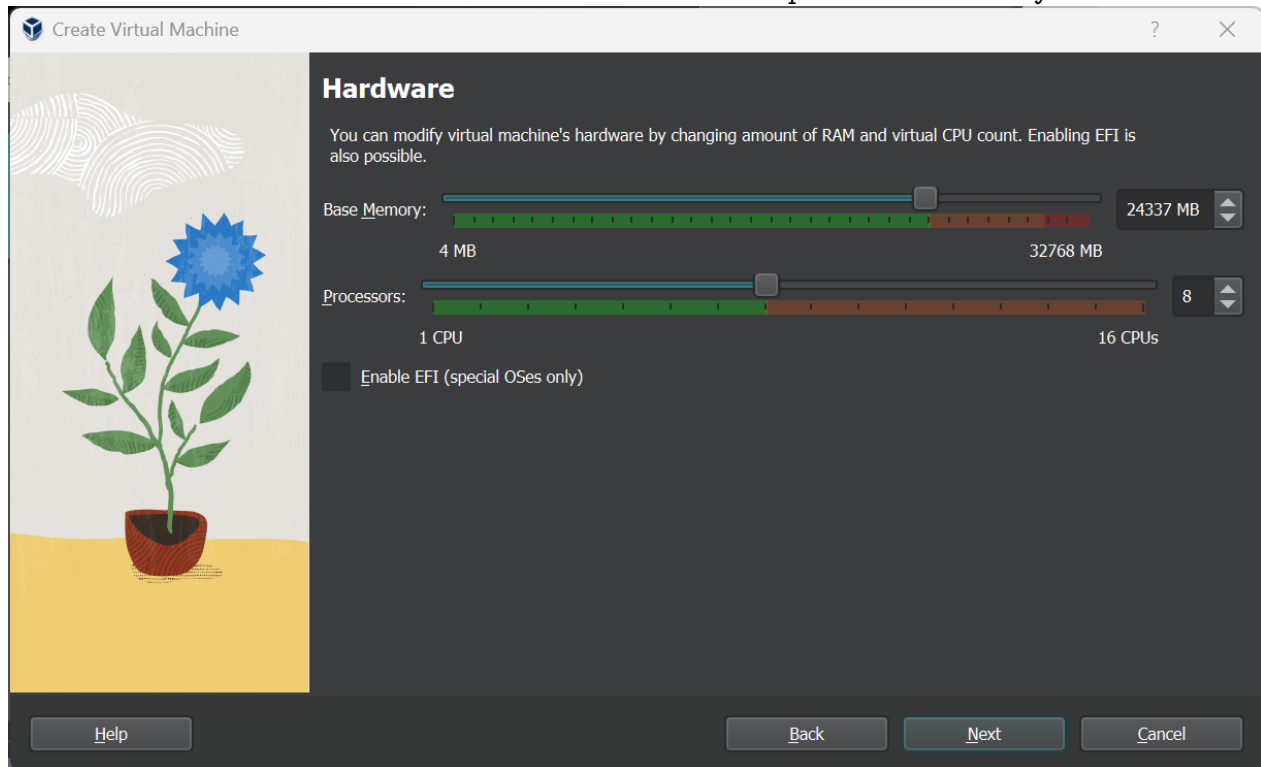 Create Virtual Machine
?
Hardware
You can modify virtual machine's hardware by changing amount of RAM and virtual CPU count. Enabling EFI is
also possible.
Base Memory:
24337 MB
4 MB
32768 MB
Processors:
8
1 CPU
16 CPUs
Enable EFI (special OSes only)
Help
Back
Next
Cancel